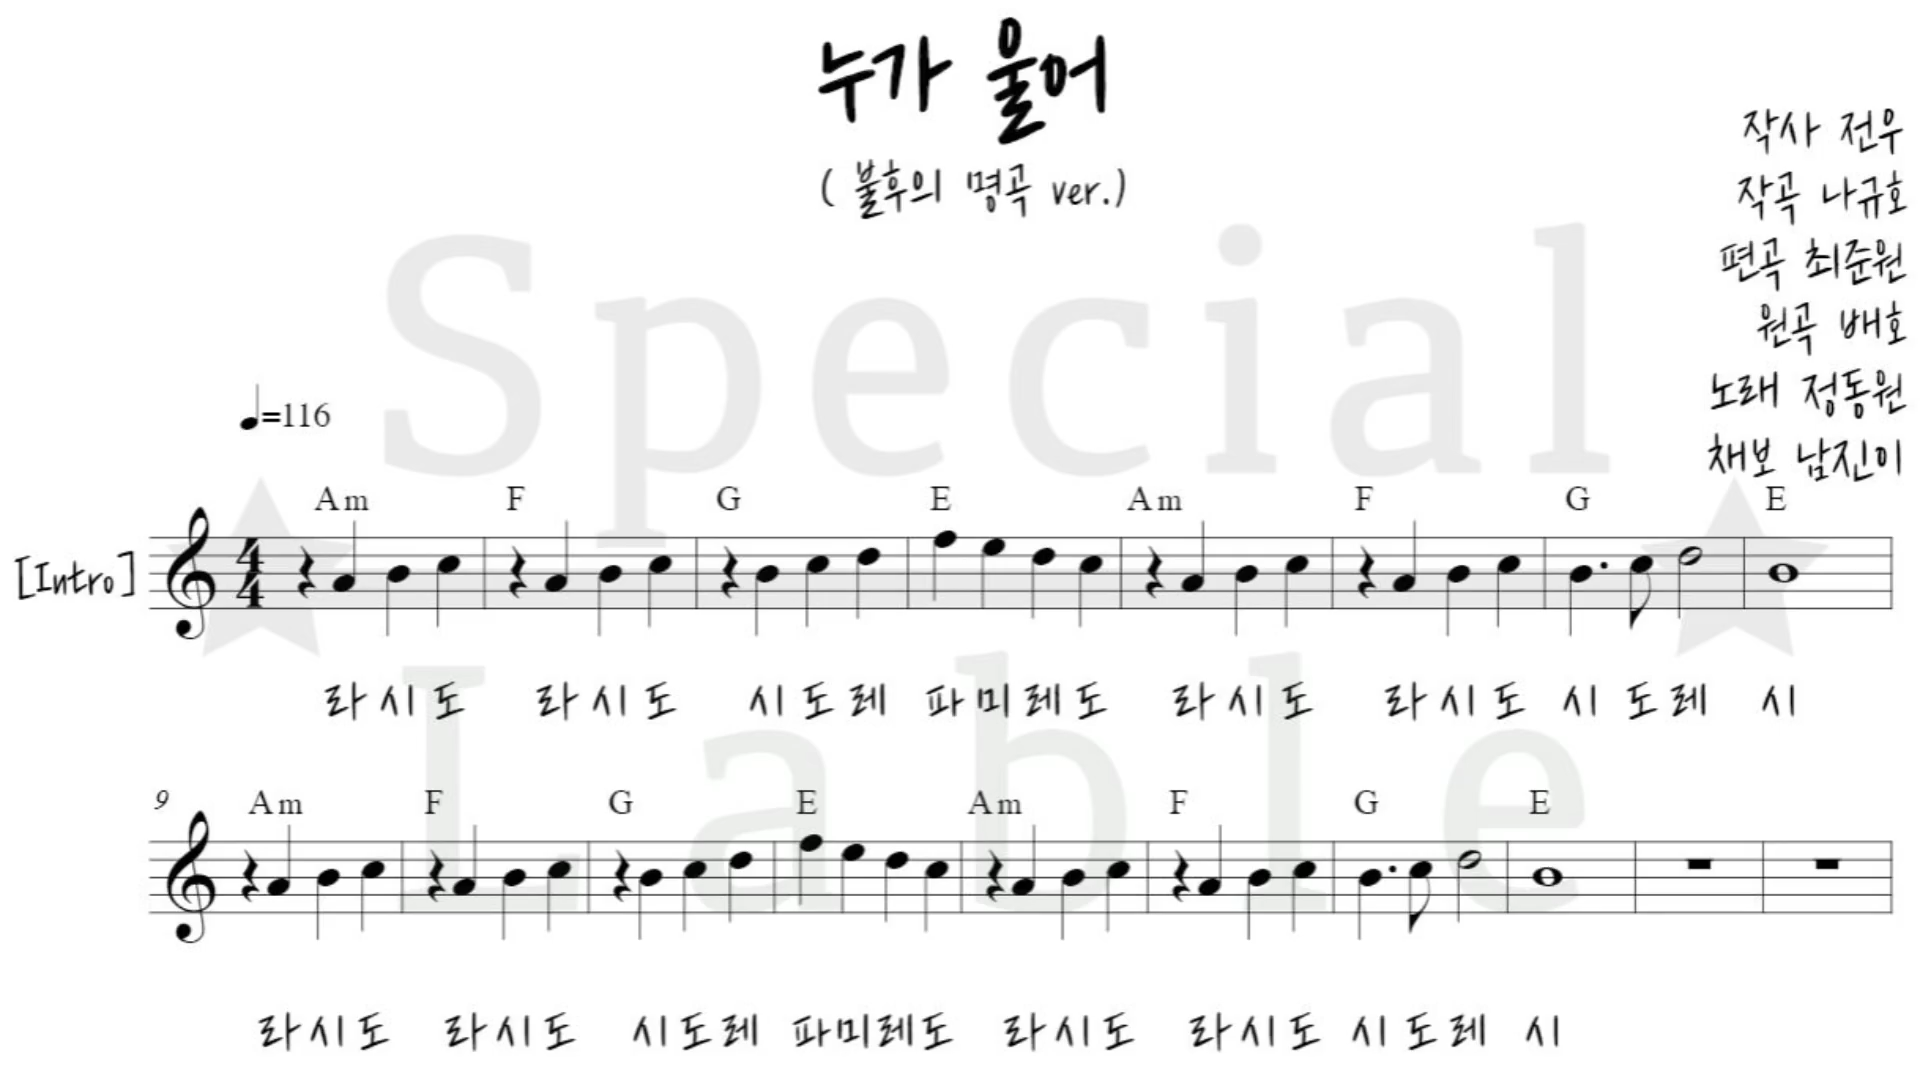 누가 울어
( 불후의 명곡 ver.)
작사 전우
작곡 나규호
편곡 최준원
원곡 배호
노래 정동원
채보 남진이
Special
Lable
=116
Am F G E Am F G E
[Intro]
4
4
라시도 라시도 시도레 파미레도 라시도 라시도 시 도레 시
9
Am F G E Am F G E
라시도 라시도 시도레 파미레도 라시도 라시도 시도레 시